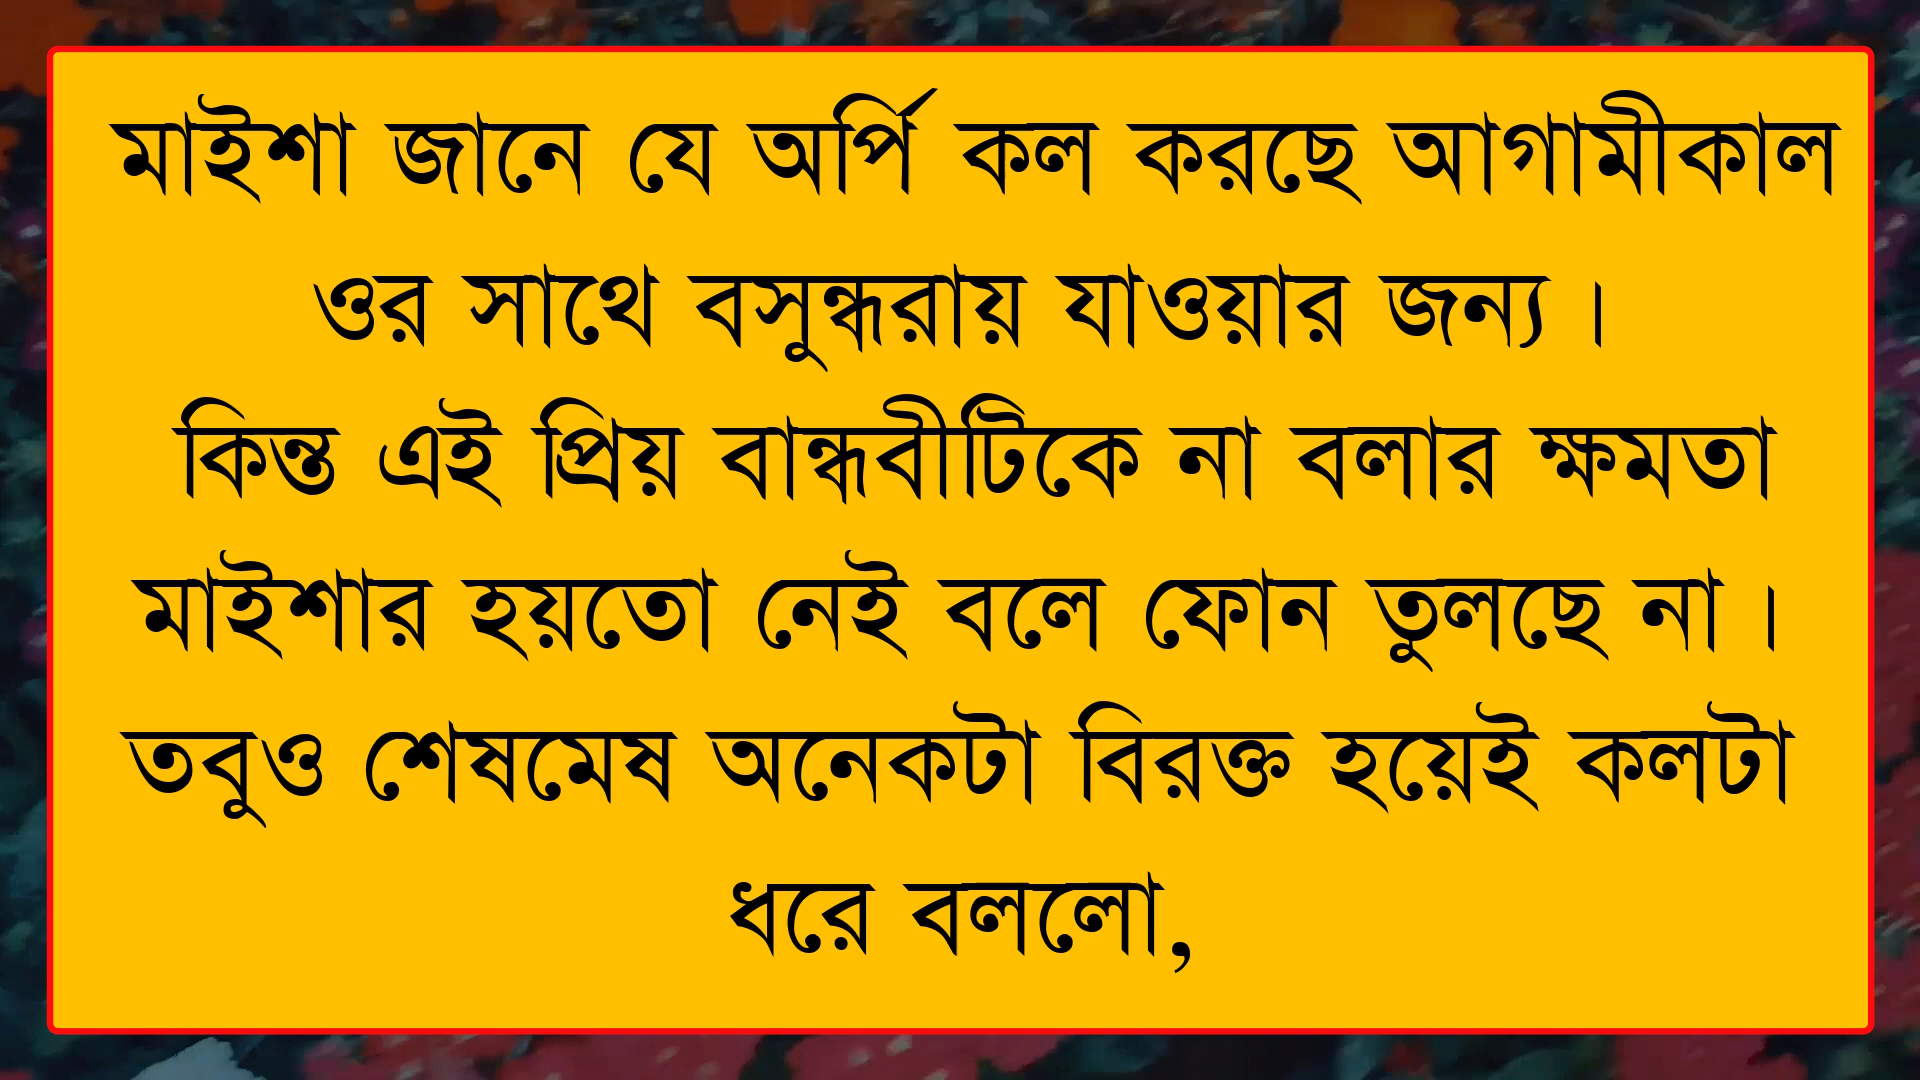 মাইশা জানে যে অর্পি কল করছে আগামীকাল
ওর সাথে বসুন্ধরায় যাওয়ার জন্য।
কিন্তু এই প্রিয় বান্ধবীটিকে না বলার ক্ষমতা
মাইশার হয়তো নেই বলে ফোন তুলছে না।
তবুও শেষমেষ অনেকটা বিরক্ত হয়েই কলটা
ধরে বললো,